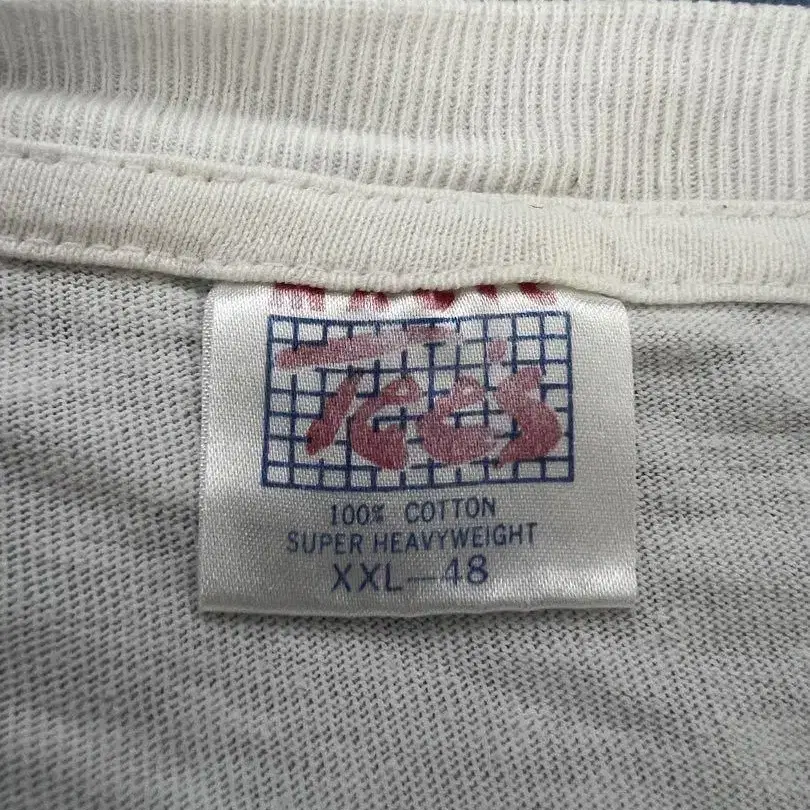 Tees
100% COTTON
SUPER HEAVYWEIGHT
XXL-48